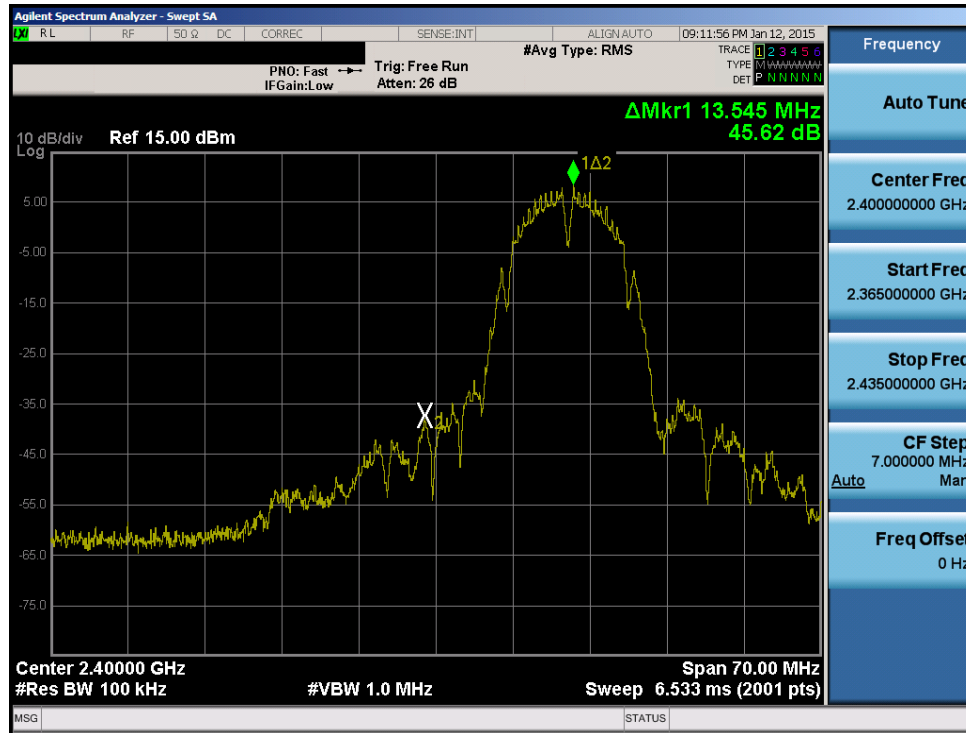 Agilent Spectrum Analyzer - Swept SA
LXI RL RF 50 Ω DC CORREC SENSE:INT ALIGN AUTO 09:11:56 PM Jan 12, 2015
#Avg Type: RMS TRACE 1 2 3 4 5 6
PNO: Fast Trig: Free Run TYPE M W W W W W
IFGain:Low Atten: 26 dB DET P N N N N N
ΔMkr1 13.545 MHz
45.62 dB
10 dB/div Ref 15.00 dBm
Log
1Δ2
5.00
-5.00
-15.0
-25.0
-35.0
2
-45.0
-55.0
-65.0
-75.0
Center 2.40000 GHz Span 70.00 MHz
#Res BW 100 kHz #VBW 1.0 MHz Sweep 6.533 ms (2001 pts)
MSG STATUS
Frequency
Auto Tune
Center Freq
2.400000000 GHz
Start Freq
2.365000000 GHz
Stop Freq
2.435000000 GHz
CF Step
7.000000 MHz
Auto Man
Freq Offset
0 Hz